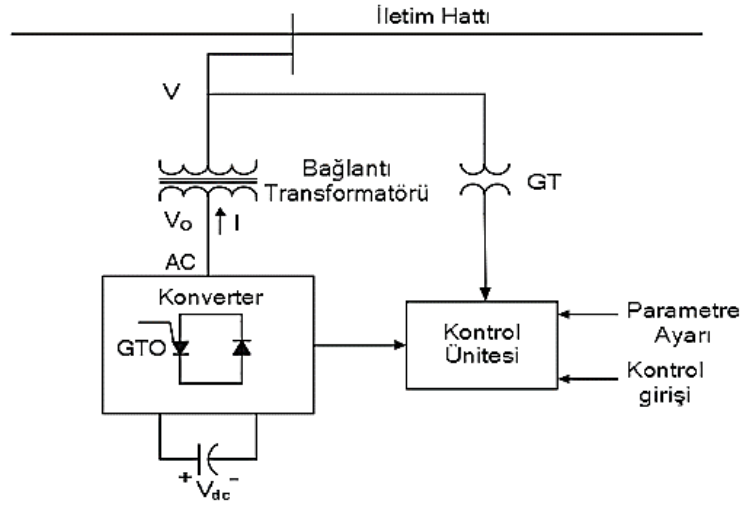 İletim Hattı
V
Bağlantı
Transformatörü
GT
Vo
I
AC
Konverter
GTO
Kontrol
Ünitesi
Parametre
Ayarı
Kontrol
girişi
+ -
Vdc